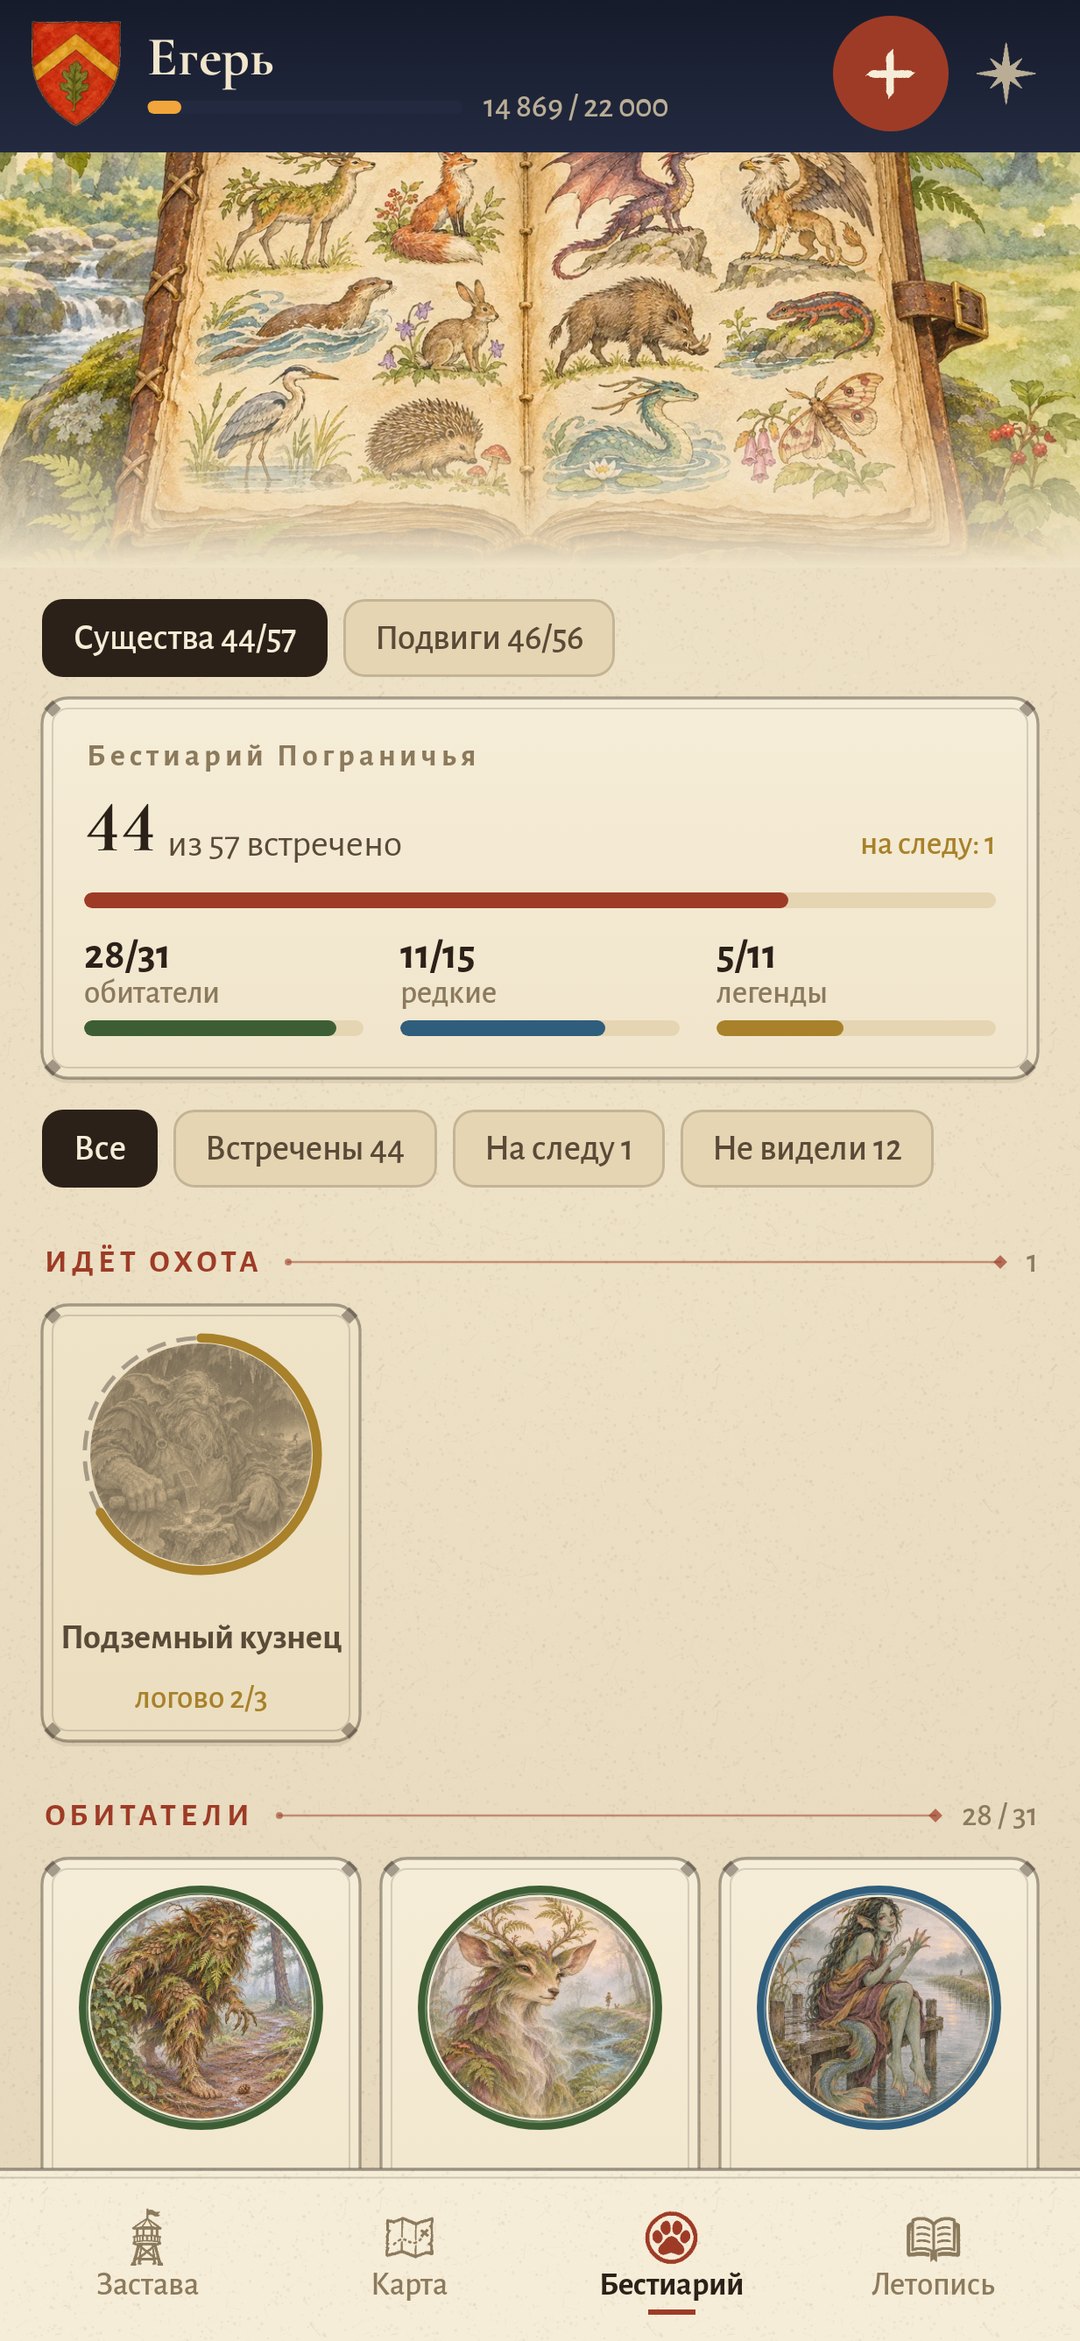 Егерь
14 869 / 22 000
Существа 44/57
Подвиги 46/56
Бестиарий Пограничья
44 из 57 встречено
на следу: 1
28/31
обитатели
11/15
редкие
5/11
легенды
Все
Встречены 44
На следу 1
Не видели 12
ИДЁТ ОХОТА
1
Подземный кузнец
логово 2/3
ОБИТАТЕЛИ
28 / 31
Застава
Карта
Бестиарий
Летопись